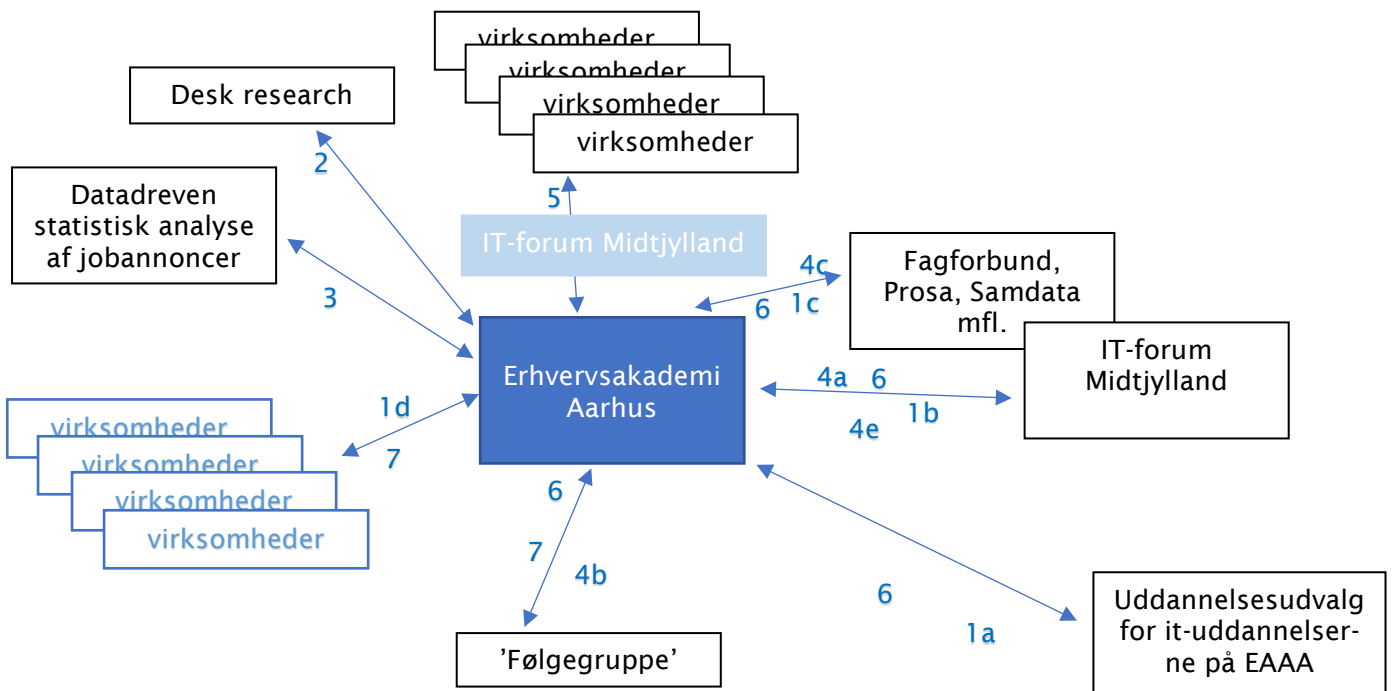 virksomheder
virksomheder
virksomheder
virksomheder
Desk research
2
Datadreven
statistisk analyse
af jobannoncer
3
5
IT-forum Midtjylland
4c
6 1c
Fagforbund,
Prosa, Samdata
mfl.
IT-forum
Midtjylland
Erhvervsakademi
Aarhus
4a 6
1b
4e
1d
7
virksomheder
virksomheder
virksomheder
virksomheder
6
7
4b
'Følgegruppe'
6
1a
Uddannelsesudvalg
for it-uddannelser-
ne på EAAA